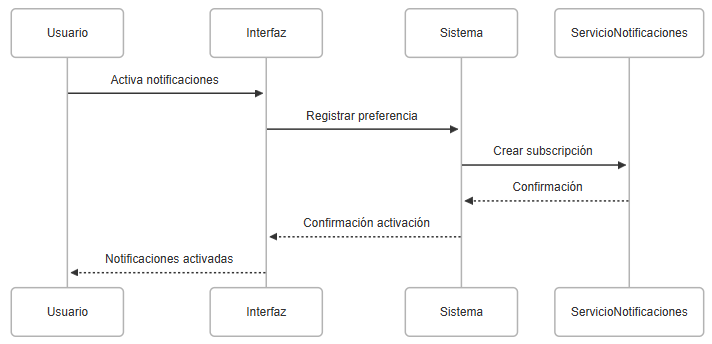 Usuario
Interfaz
Sistema
ServicioNotificaciones
Activa notificaciones
Registrar preferencia
Crear subscripción
Confirmación
Confirmación activación
Notificaciones activadas
Usuario
Interfaz
Sistema
ServicioNotificaciones